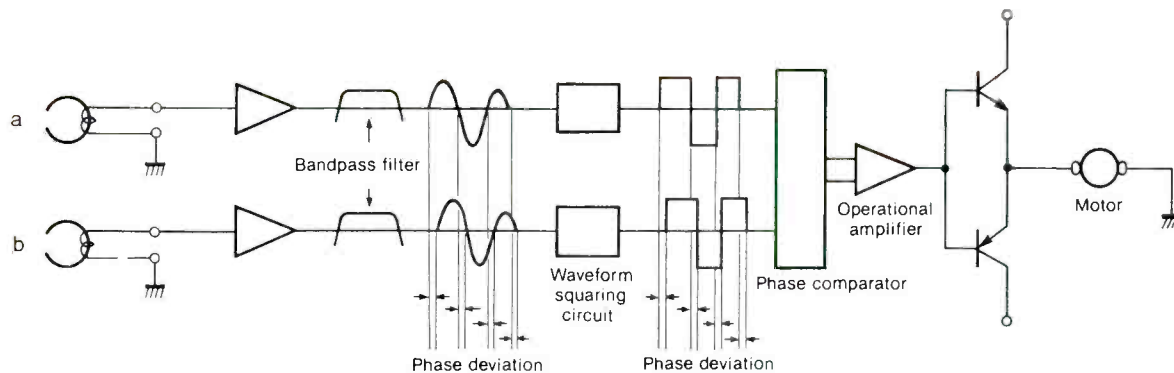 a
Bandpass filter
b
Waveform
squaring
circuit
Operational
amplifier
Motor
Phase comparator
Phase deviation
Phase deviation